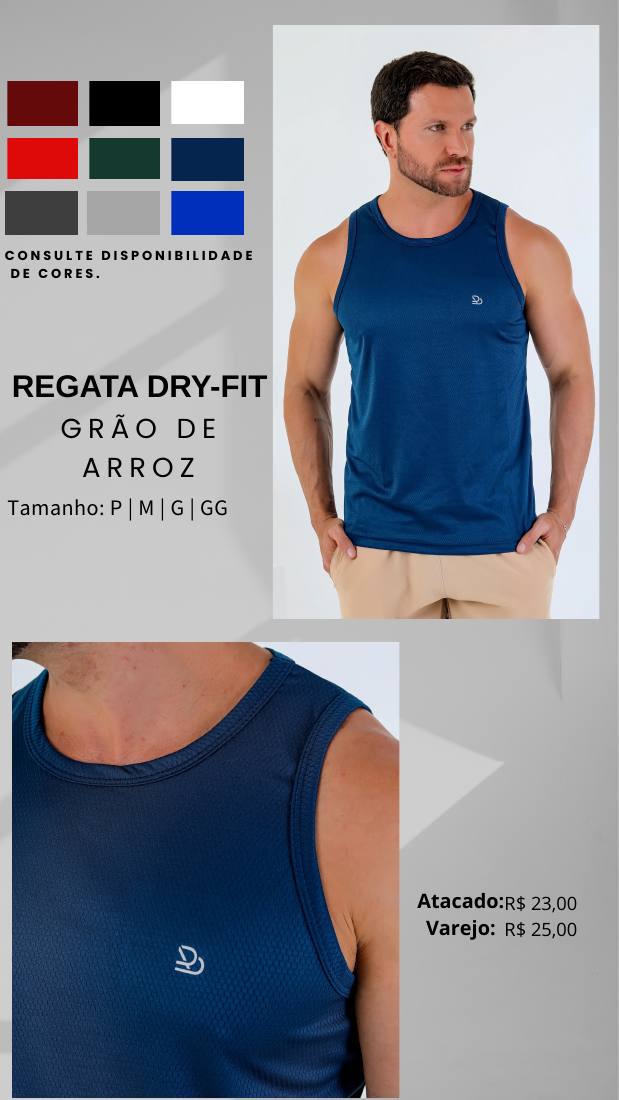 CONSULTE DISPONIBILIDADE
DE CORES.
REGATA DRY-FIT
GRÃO DE
ARROZ
Tamanho: P | M | G | GG
Atacado: R$ 23,00
Varejo: R$ 25,00